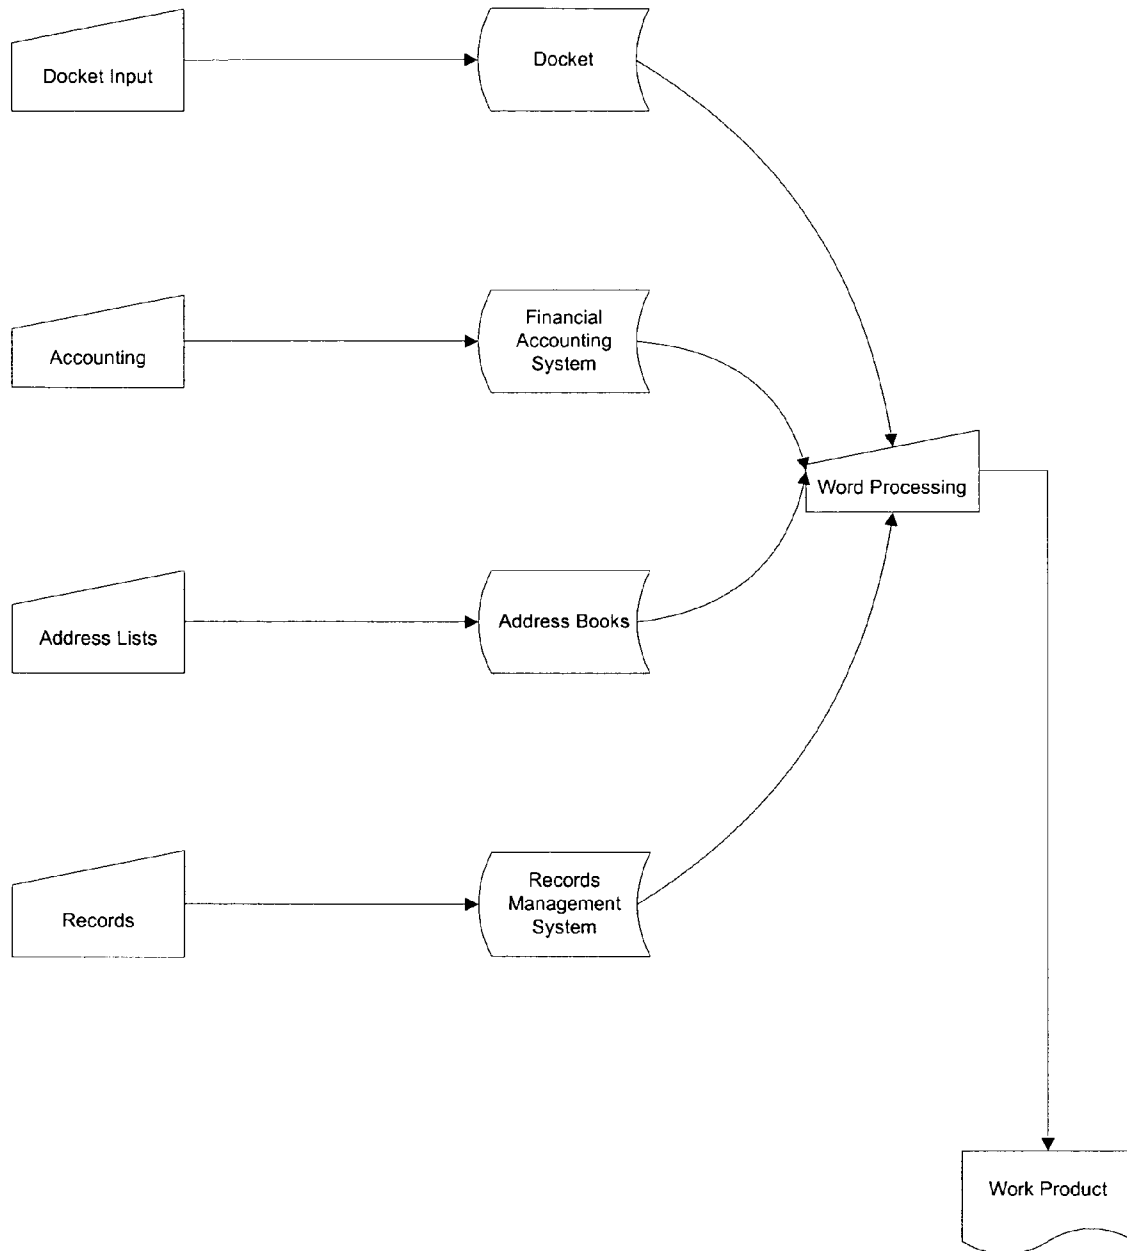 Docket Input
Docket
Accounting
Financial
Accounting
System
Word Processing
Address Lists
Address Books
Records
Records
Management
System
Work Product